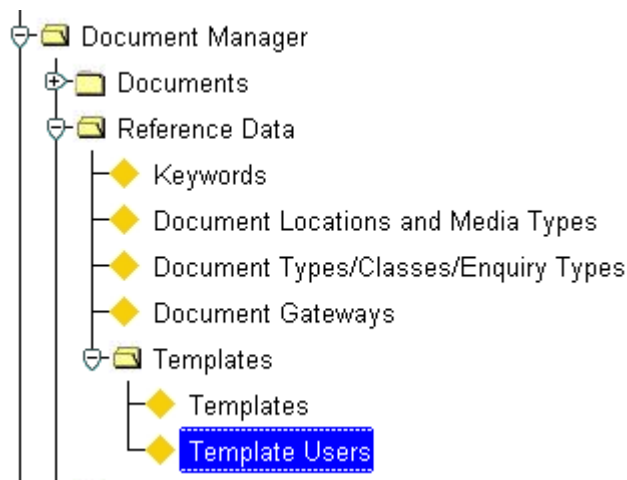 Document Manager
Documents
Reference Data
Keywords
Document Locations and Media Types
Document Types/Classes/Enquiry Types
Document Gateways
Templates
Templates
Template Users